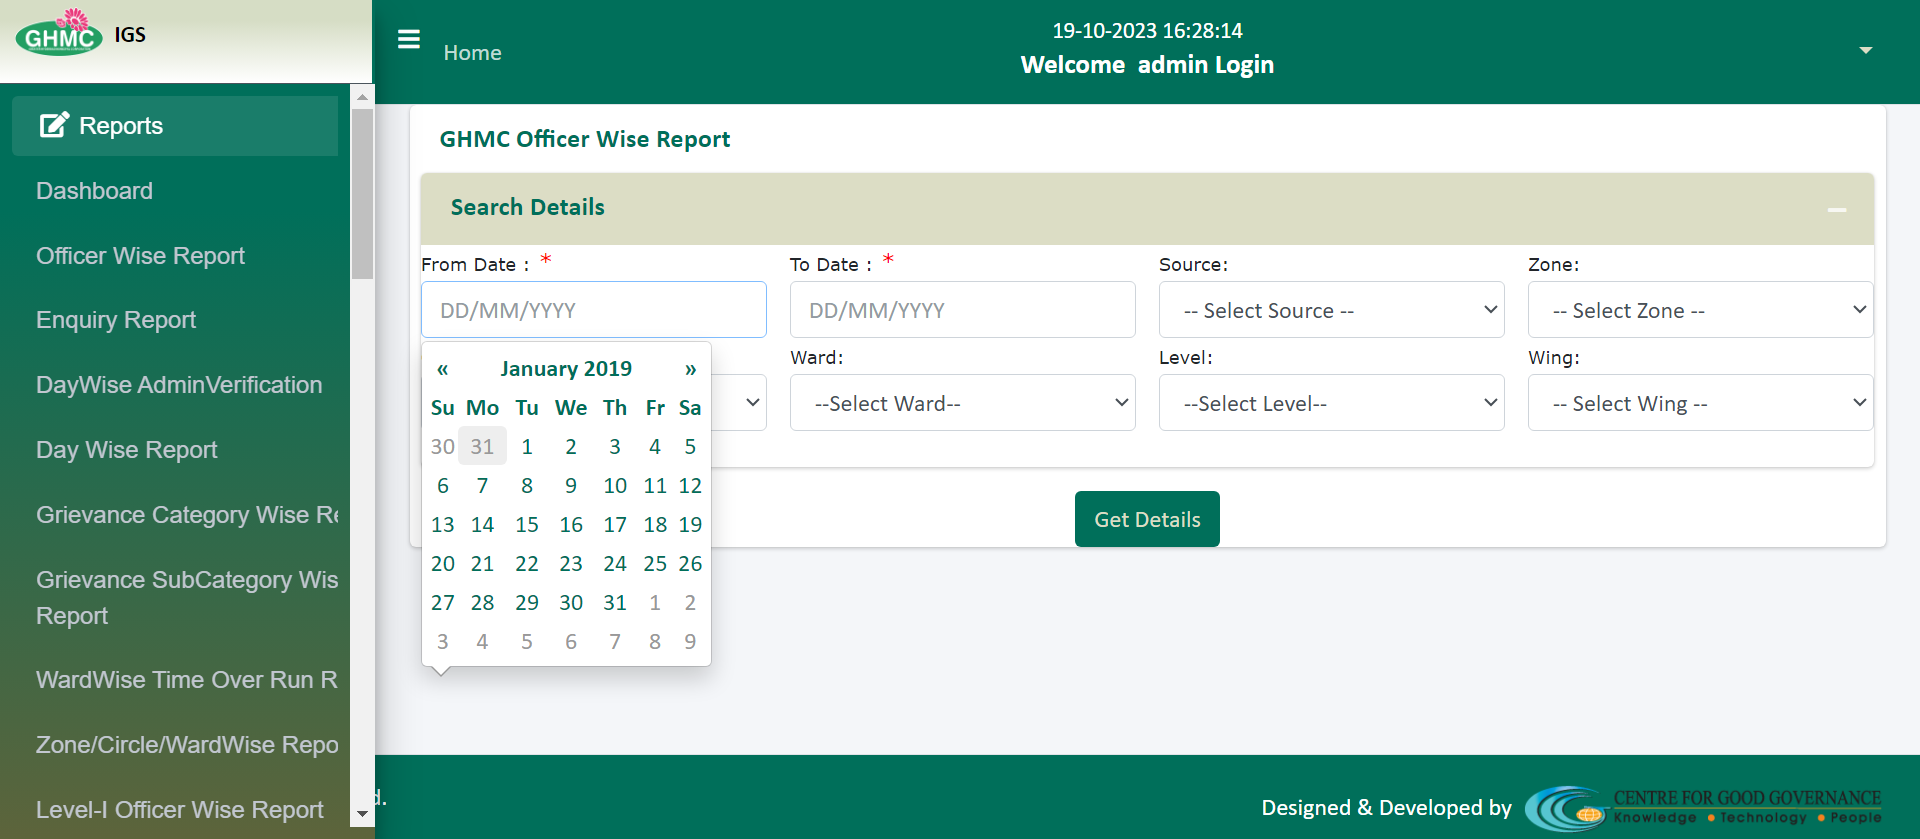 GHMC
IGS
Reports
Dashboard
Officer Wise Report
Enquiry Report
DayWise AdminVerification
Day Wise Report
Grievance Category Wise Re
Grievance SubCategory Wis
Report
WardWise Time Over Run R
Zone/Circle/WardWise Repo
Level-I Officer Wise Report
Home
19-10-2023 16:28:14
Welcome admin Login
GHMC Officer Wise Report
Search Details
From Date : *
To Date : *
Source:
Zone:
DD/MM/YYYY
DD/MM/YYYY
-- Select Source --
-- Select Zone --
Ward:
Level:
Wing:
--Select Ward--
--Select Level--
-- Select Wing --
« January 2019 »
Su Mo Tu We Th Fr Sa
30 31 1 2 3 4 5
6 7 8 9 10 11 12
13 14 15 16 17 18 19
20 21 22 23 24 25 26
27 28 29 30 31 1 2
3 4 5 6 7 8 9
Get Details
d.
Designed & Developed by
CENTRE FOR GOOD GOVERNANCE
Knowledge • Technology • People